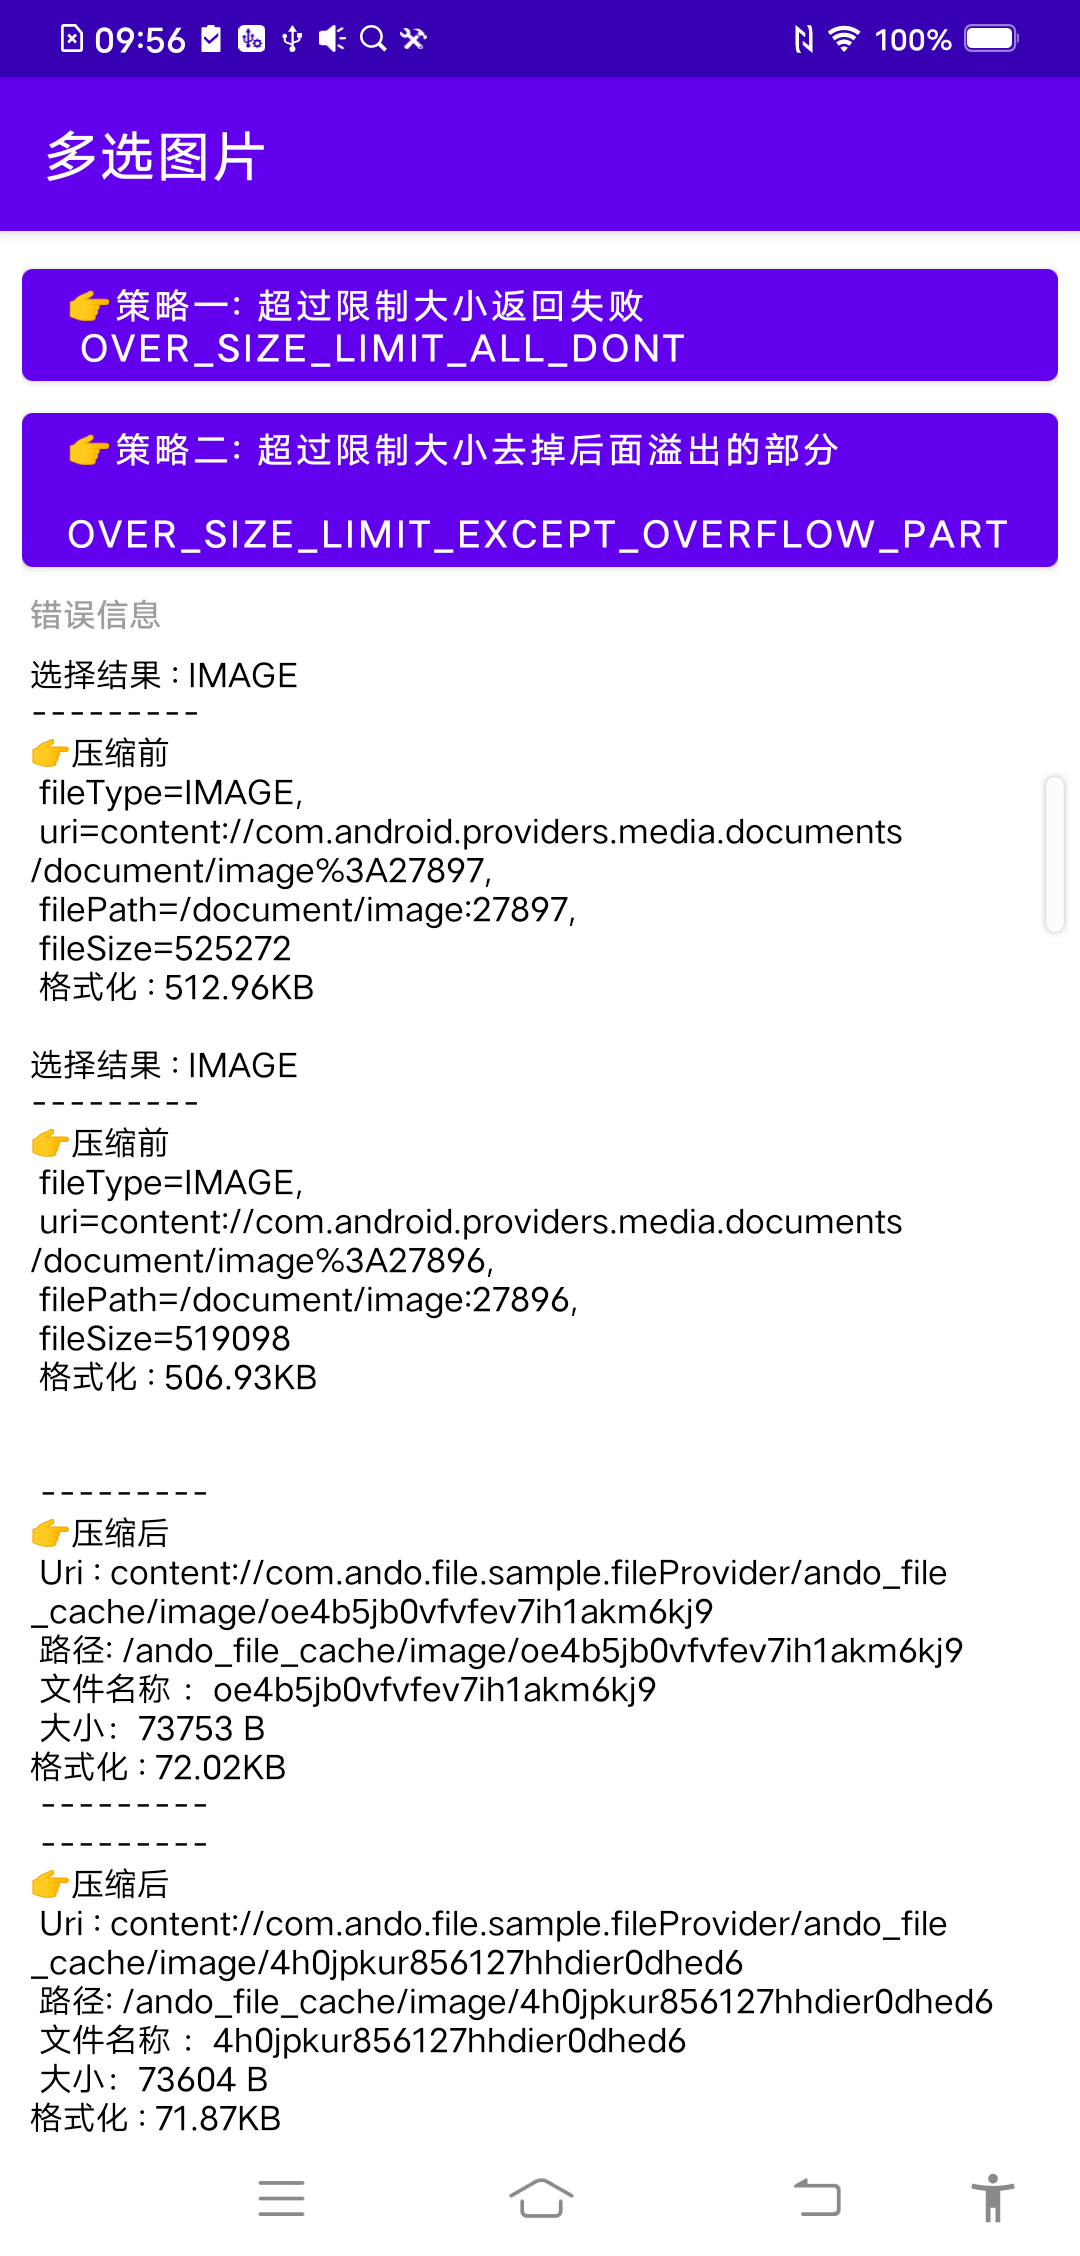 09:56
100%
多选图片
👉策略一: 超过限制大小返回失败
OVER_SIZE_LIMIT_ALL_DONT
👉策略二: 超过限制大小去掉后面溢出的部分
OVER_SIZE_LIMIT_EXCEPT_OVERFLOW_PART
错误信息
选择结果 : IMAGE
---------
👉压缩前
fileType=IMAGE,
uri=content://com.android.providers.media.documents
/document/image%3A27897,
filePath=/document/image:27897,
fileSize=525272
格式化 : 512.96KB
选择结果 : IMAGE
---------
👉压缩前
fileType=IMAGE,
uri=content://com.android.providers.media.documents
/document/image%3A27896,
filePath=/document/image:27896,
fileSize=519098
格式化 : 506.93KB
---------
👉压缩后
Uri : content://com.ando.file.sample.fileProvider/ando_file
_cache/image/oe4b5jb0vfvfev7ih1akm6kj9
路径: /ando_file_cache/image/oe4b5jb0vfvfev7ih1akm6kj9
文件名称 ： oe4b5jb0vfvfev7ih1akm6kj9
大小： 73753 B
格式化 : 72.02KB
---------
---------
👉压缩后
Uri : content://com.ando.file.sample.fileProvider/ando_file
_cache/image/4h0jpkur856127hhdier0dhed6
路径: /ando_file_cache/image/4h0jpkur856127hhdier0dhed6
文件名称 ： 4h0jpkur856127hhdier0dhed6
大小： 73604 B
格式化 : 71.87KB